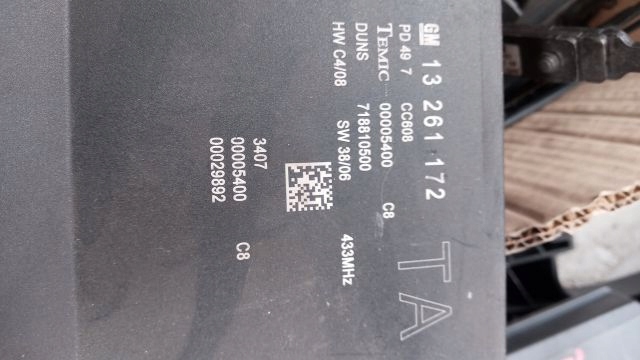 GM 13 261 172
PD 49 7 CC608
TEMIC 00005400 C8
DUNS 718810500
HW C4/08 SW 38/06 433MHz
TA
3407
00005400 C8
00029892